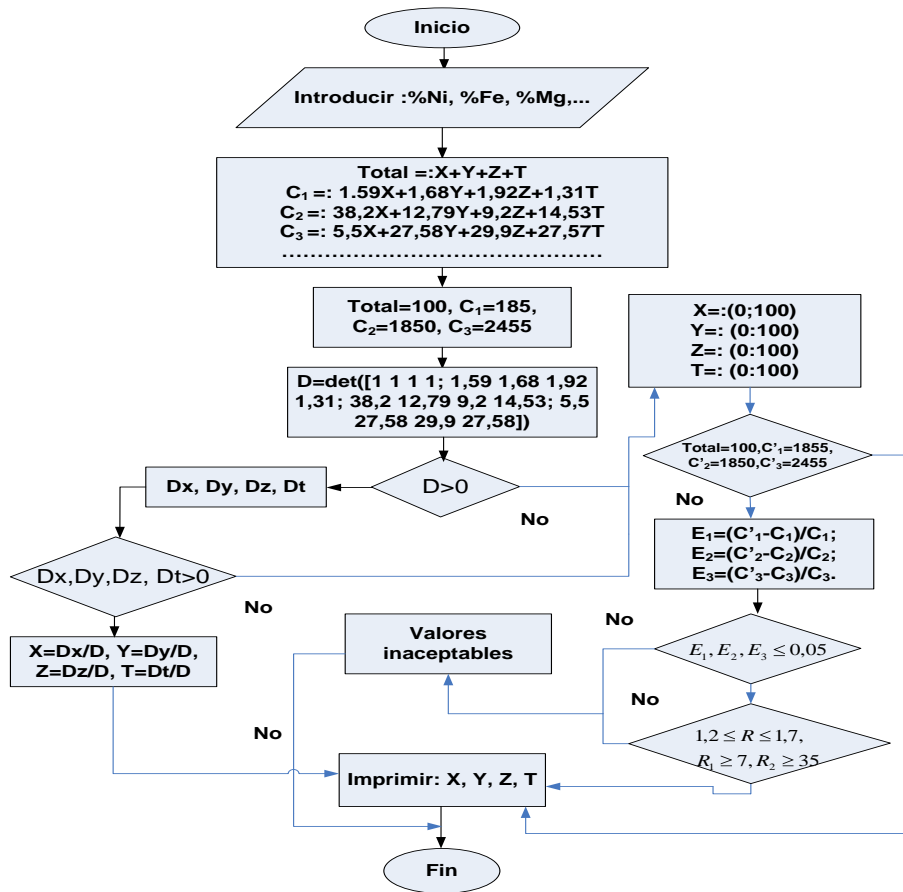 Inicio
Introducir :%Ni, %Fe, %Mg,...
Total =:X+Y+Z+T
C₁ =: 1.59X+1,68Y+1,92Z+1,31T
C₂ =: 38,2X+12,79Y+9,2Z+14,53T
C₃ =: 5,5X+27,58Y+29,9Z+27,57T
..............................................
Total=100, C₁=185,
C₂=1850, C₃=2455
D=det([1 1 1 1; 1,59 1,68 1,92
1,31; 38,2 12,79 9,2 14,53; 5,5
27,58 29,9 27,58])
D>0
No
Dx, Dy, Dz, Dt
Dx,Dy,Dz, Dt>0
No
X=Dx/D, Y=Dy/D,
Z=Dz/D, T=Dt/D
X=:(0;100)
Y=: (0:100)
Z=: (0:100)
T=: (0:100)
Total=100,C'₁=1855,
C'₂=1850,C'₃=2455
No
E₁=(C'₁-C₁)/C₁;
E₂=(C'₂-C₂)/C₂;
E₃=(C'₃-C₃)/C₃.
No
E₁, E₂, E₃ ≤ 0,05
No
1,2 ≤ R ≤ 1,7,
R₁ ≥ 7, R₂ ≥ 35
Valores
inaceptables
No
Imprimir: X, Y, Z, T
Fin